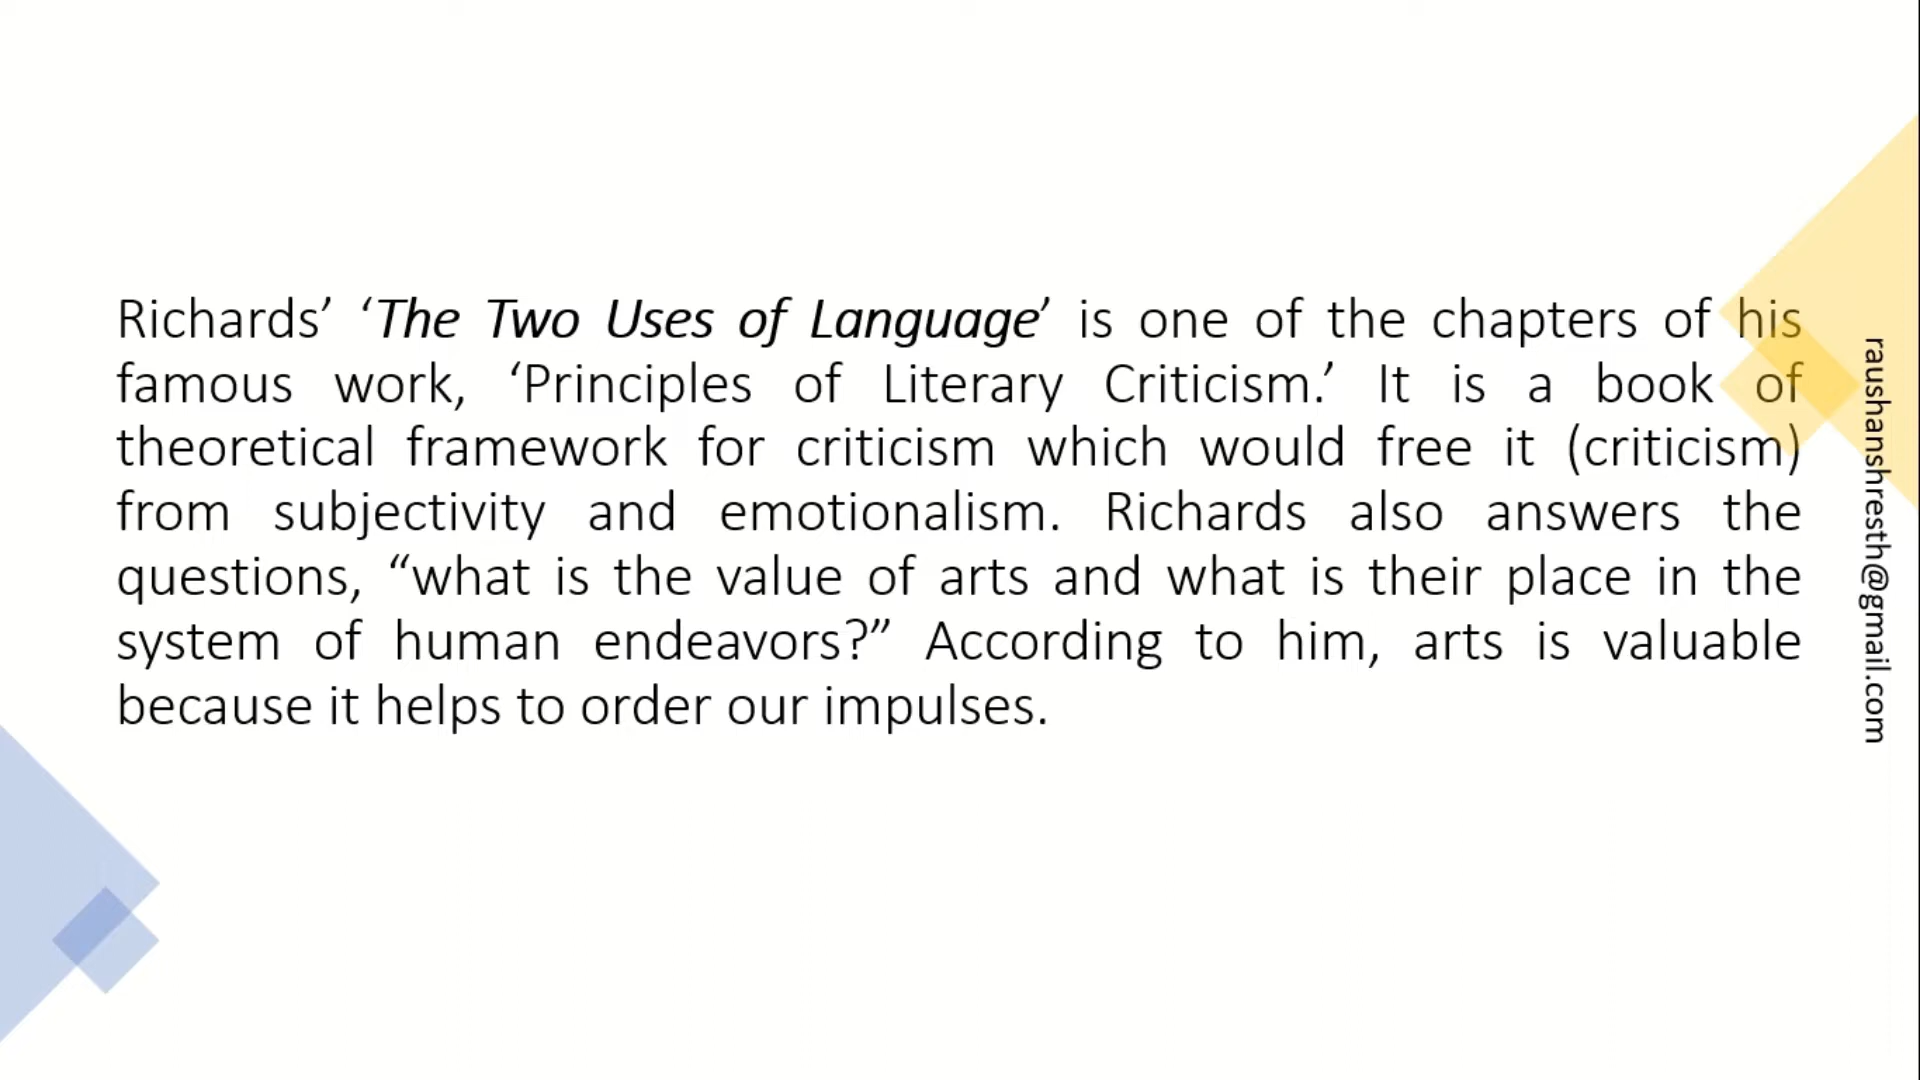 Richards’ ‘The Two Uses of Language’ is one of the chapters of his
famous work, ‘Principles of Literary Criticism.’ It is a book of
theoretical framework for criticism which would free it (criticism)
from subjectivity and emotionalism. Richards also answers the
questions, “what is the value of arts and what is their place in the
system of human endeavors?” According to him, arts is valuable
because it helps to order our impulses.
raushanshresth@gmail.com